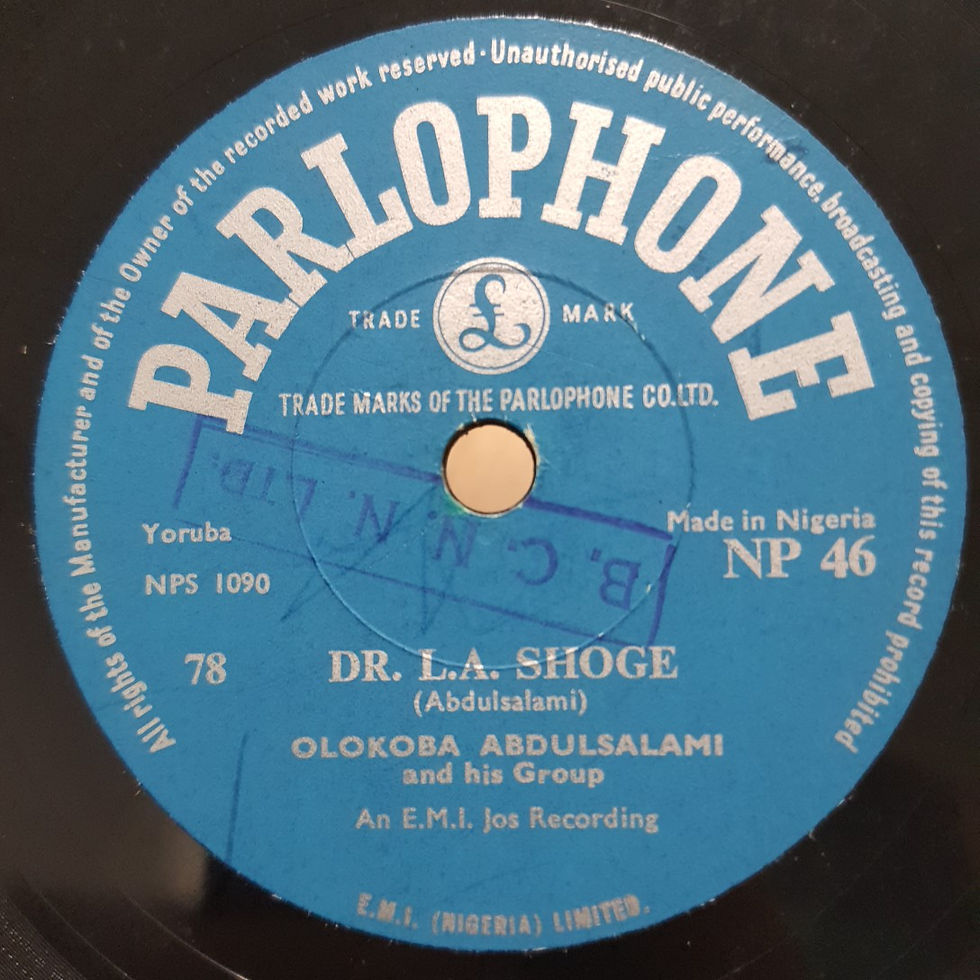 All rights of the Manufacturer and of the Owner of the recorded work reserved · Unauthorised public performance, broadcasting and copying of this record prohibited
PARLOPHONE
TRADE £ MARK
TRADE MARKS OF THE PARLOPHONE CO. LTD.
B. C. N. N. LTD.
Yoruba
Made in Nigeria
NPS 1090
NP 46
78
DR. L.A. SHOGE
(Abdulsalami)
OLOKOBA ABDULSALAMI
and his Group
An E.M.I. Jos Recording
E.M.I. (NIGERIA) LIMITED.